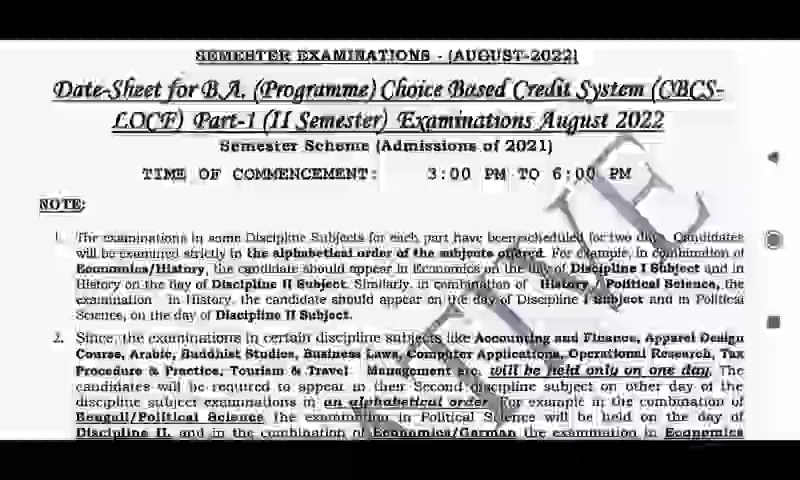 SEMESTER EXAMINATIONS - (AUGUST-2022)
Date-Sheet for B.A. (Programme) Choice Based Credit System (CBCS-
LOCF) Part-1 (II Semester) Examinations August 2022
Semester Scheme (Admissions of 2021)
TIME OF COMMENCEMENT: 3:00 PM TO 6:00 PM
NOTE:
1. The examinations in some Discipline Subjects for each part have been scheduled for two days. Candidates
will be examined strictly in the alphabetical order of the subjects offered. For example, in combination of
Economics/History, the candidate should appear in Economics on the day of Discipline I Subject and in
History on the day of Discipline II Subject. Similarly, in combination of History / Political Science, the
examination in History, the candidate should appear on the day of Discipline I Subject and in Political
Science, on the day of Discipline II Subject.
2. Since, the examinations in certain discipline subjects like Accounting and Finance, Apparel Design
Course, Arabic, Buddhist Studies, Business Laws, Computer Applications, Operational Research, Tax
Procedure & Practice, Tourism & Travel Management etc. will be held only on one day. The
candidates will be required to appear in their Second discipline subject on other day of the
discipline subject examinations in an alphabetical order. For example in the combination of
Bengali/Political Science the examination in Political Science will be held on the day of
Discipline II, and in the combination of Economics/German the examination in Economics